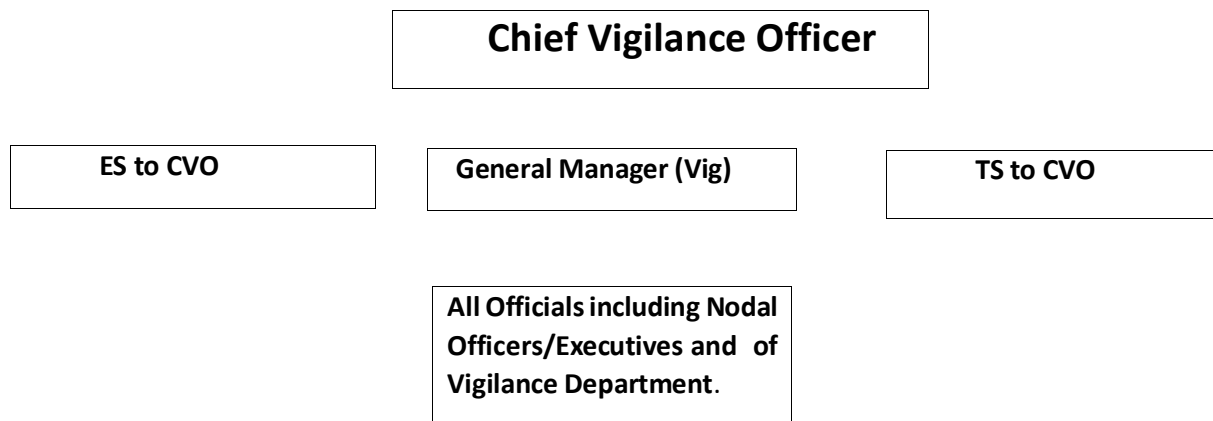 Chief Vigilance Officer
ES to CVO
General Manager (Vig)
TS to CVO
All Officials including Nodal
Officers/Executives and of
Vigilance Department.